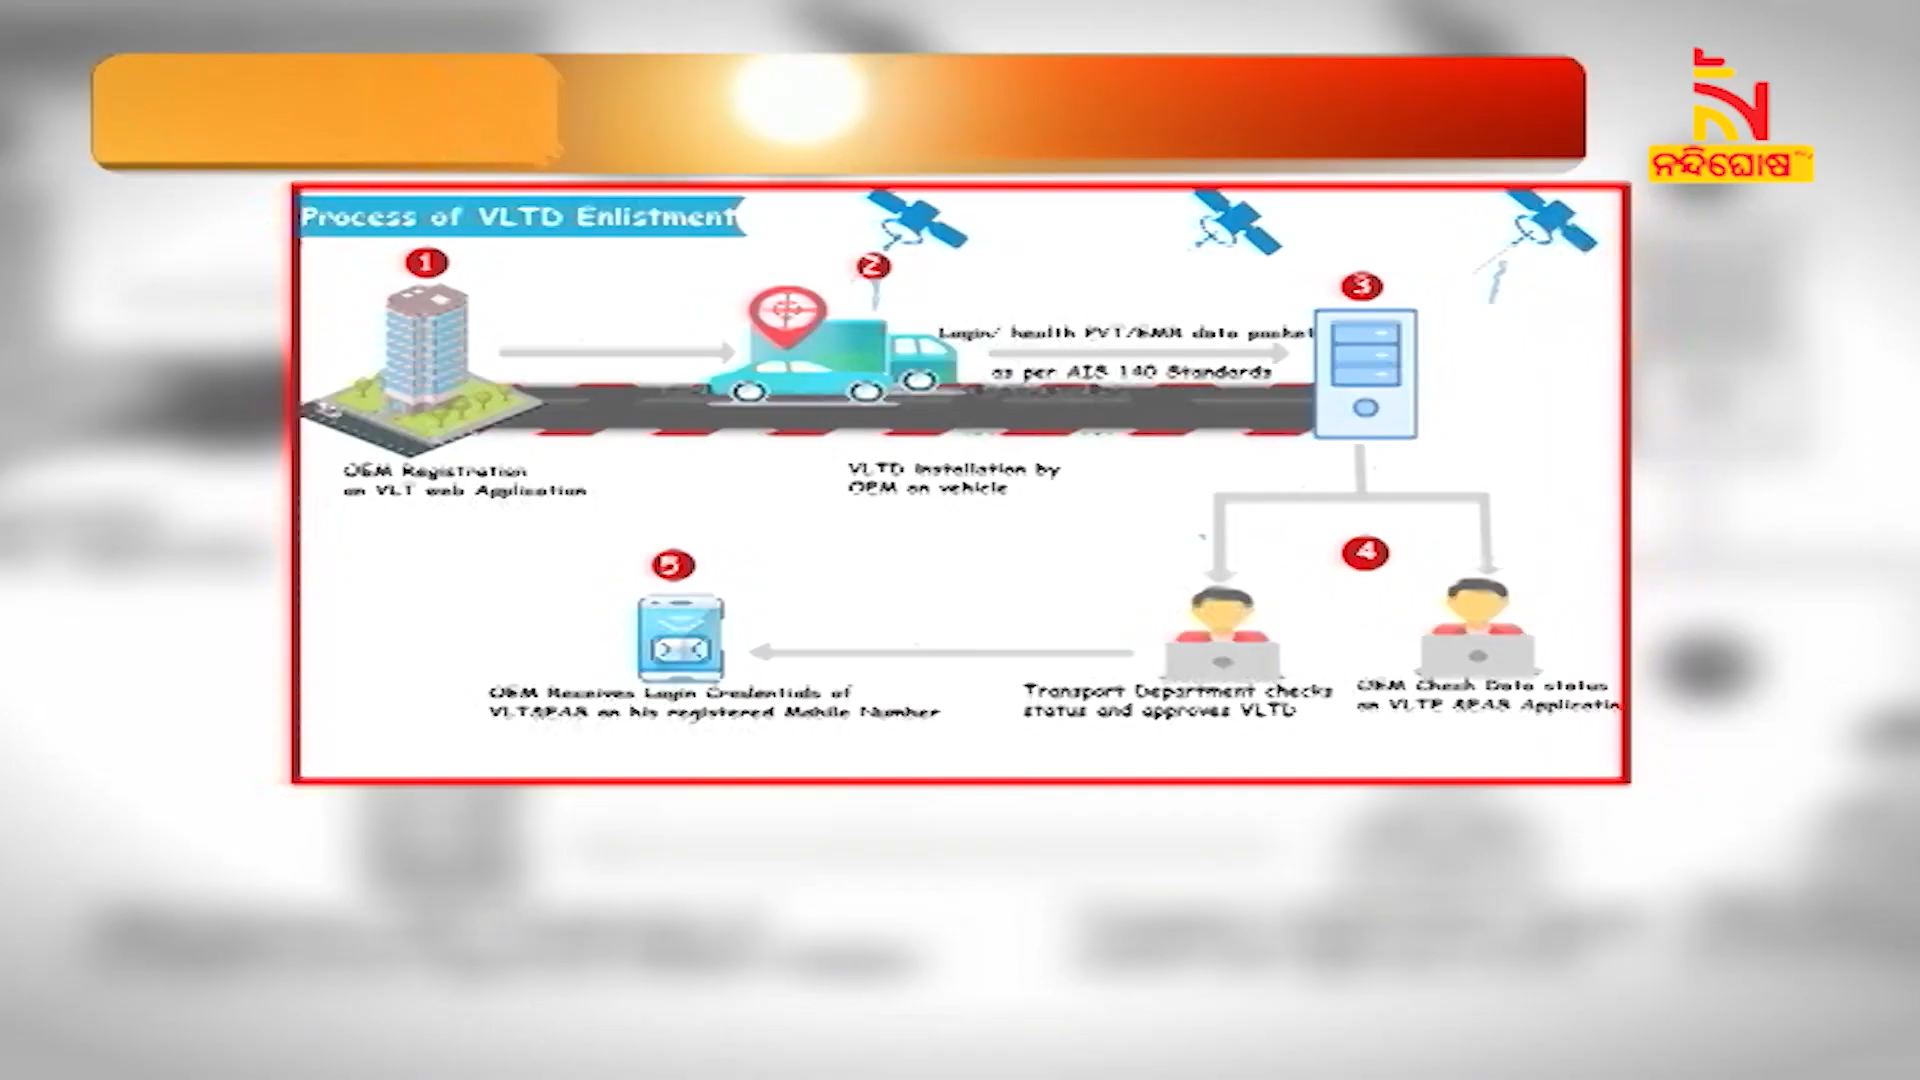 ନନ୍ଦିଘୋଷ
Process of VLTD Enlistment
1
2
3
Login/ health PVT/EMR data packet
as per AIS 140 Standards
OEM Registration
on VLT web Application
VLTD Installation by
OEM on vehicle
4
5
OEM Receives Login Credentials of
on his registered Mobile Number
Transport Department checks
status and approves VLTD
OEM Check Data status
on